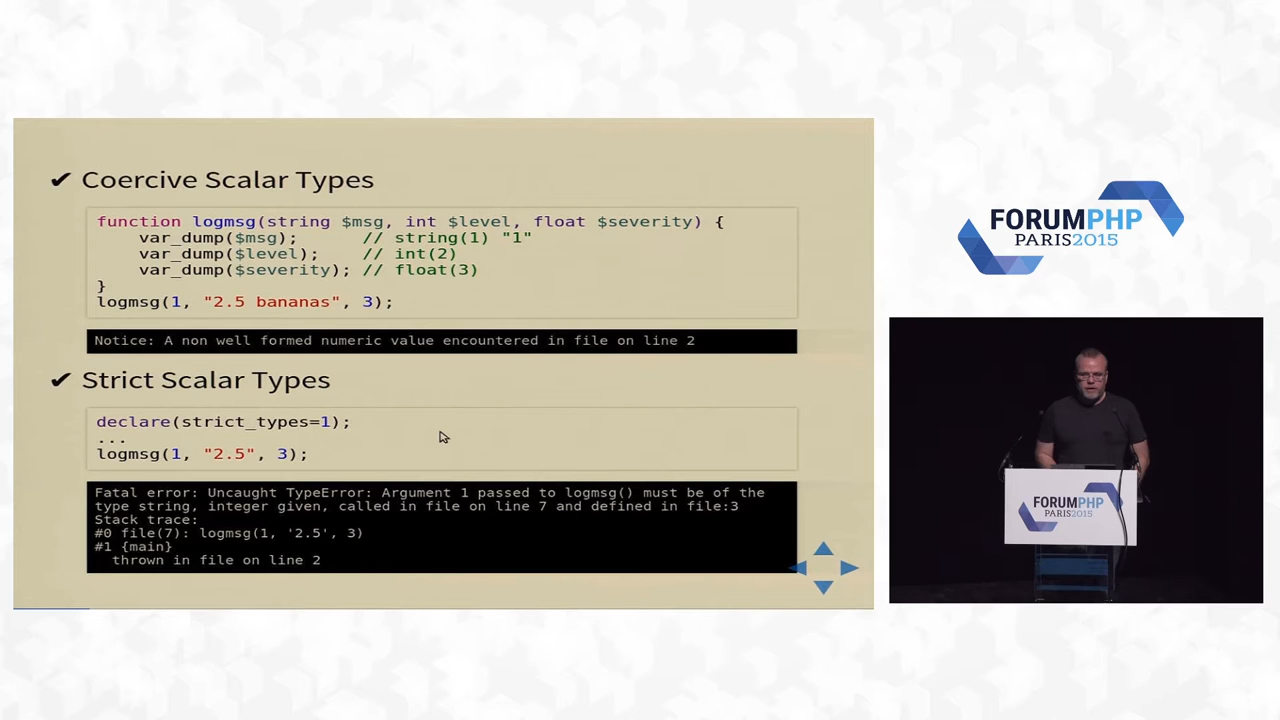 ✔ Coercive Scalar Types
function logmsg(string $msg, int $level, float $severity) {
    var_dump($msg);      // string(1) "1"
    var_dump($level);    // int(2)
    var_dump($severity); // float(3)
}
logmsg(1, "2.5 bananas", 3);
Notice: A non well formed numeric value encountered in file on line 2
✔ Strict Scalar Types
declare(strict_types=1);
...
logmsg(1, "2.5", 3);
Fatal error: Uncaught TypeError: Argument 1 passed to logmsg() must be of the
type string, integer given, called in file on line 7 and defined in file:3
Stack trace:
#0 file(7): logmsg(1, '2.5', 3)
#1 {main}
  thrown in file on line 2
FORUMPHP
PARIS2015
FORUMPHP
PARIS2015